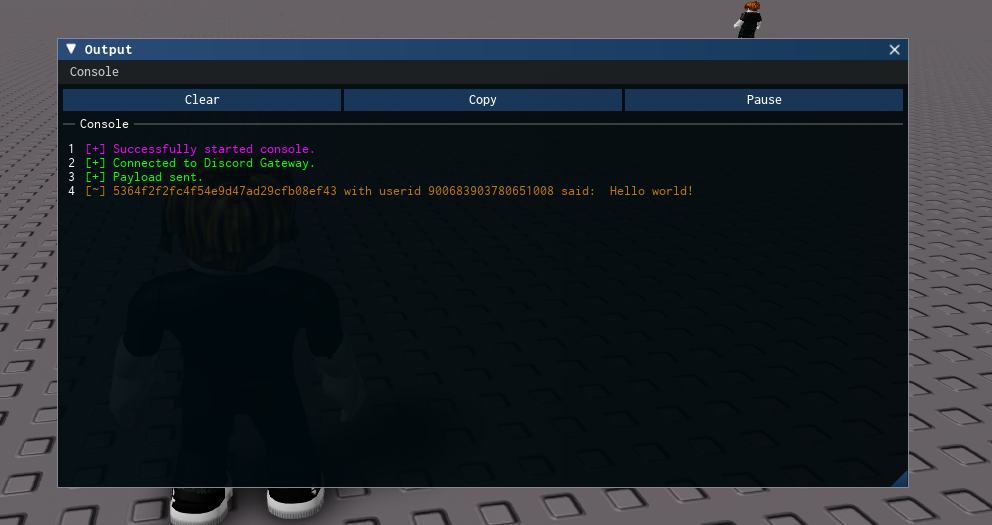 Output
Console
Clear Copy Pause
Console
1 [+] Successfully started console.
2 [+] Connected to Discord Gateway.
3 [+] Payload sent.
4 [~] 5364f2f2fc4f54e9d47ad29cfb08ef43 with userid 900683903780651008 said:  Hello world!